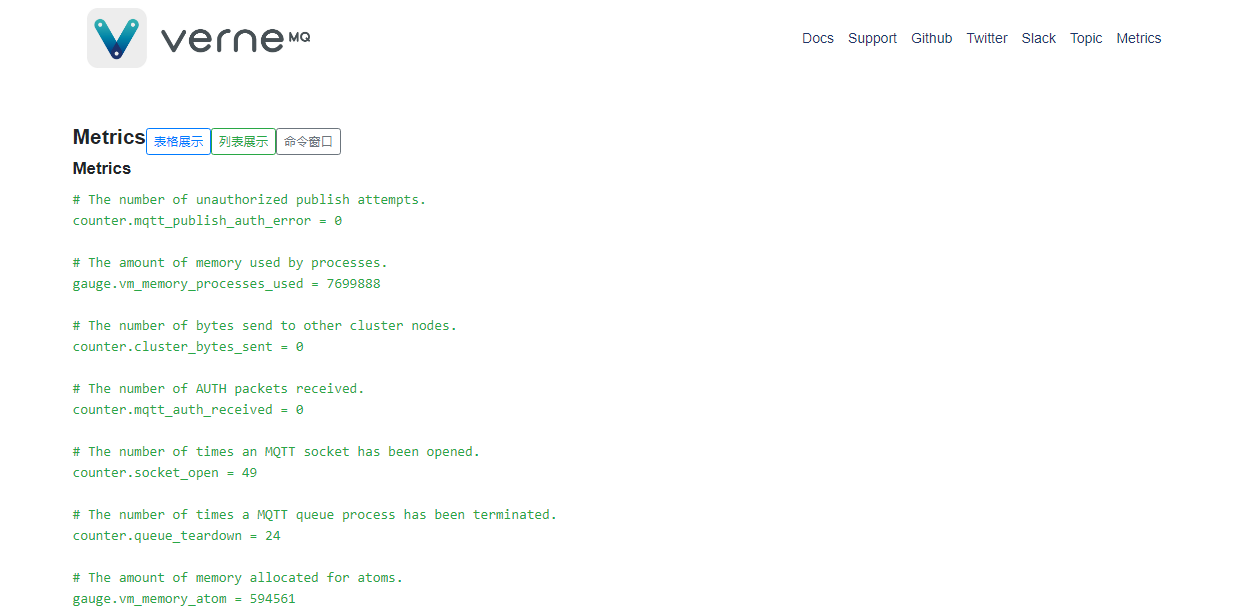 verne MQ
Docs Support Github Twitter Slack Topic Metrics
Metrics 表格展示 列表展示 命令窗口
Metrics
# The number of unauthorized publish attempts.
counter.mqtt_publish_auth_error = 0
# The amount of memory used by processes.
gauge.vm_memory_processes_used = 7699888
# The number of bytes send to other cluster nodes.
counter.cluster_bytes_sent = 0
# The number of AUTH packets received.
counter.mqtt_auth_received = 0
# The number of times an MQTT socket has been opened.
counter.socket_open = 49
# The number of times a MQTT queue process has been terminated.
counter.queue_teardown = 24
# The amount of memory allocated for atoms.
gauge.vm_memory_atom = 594561